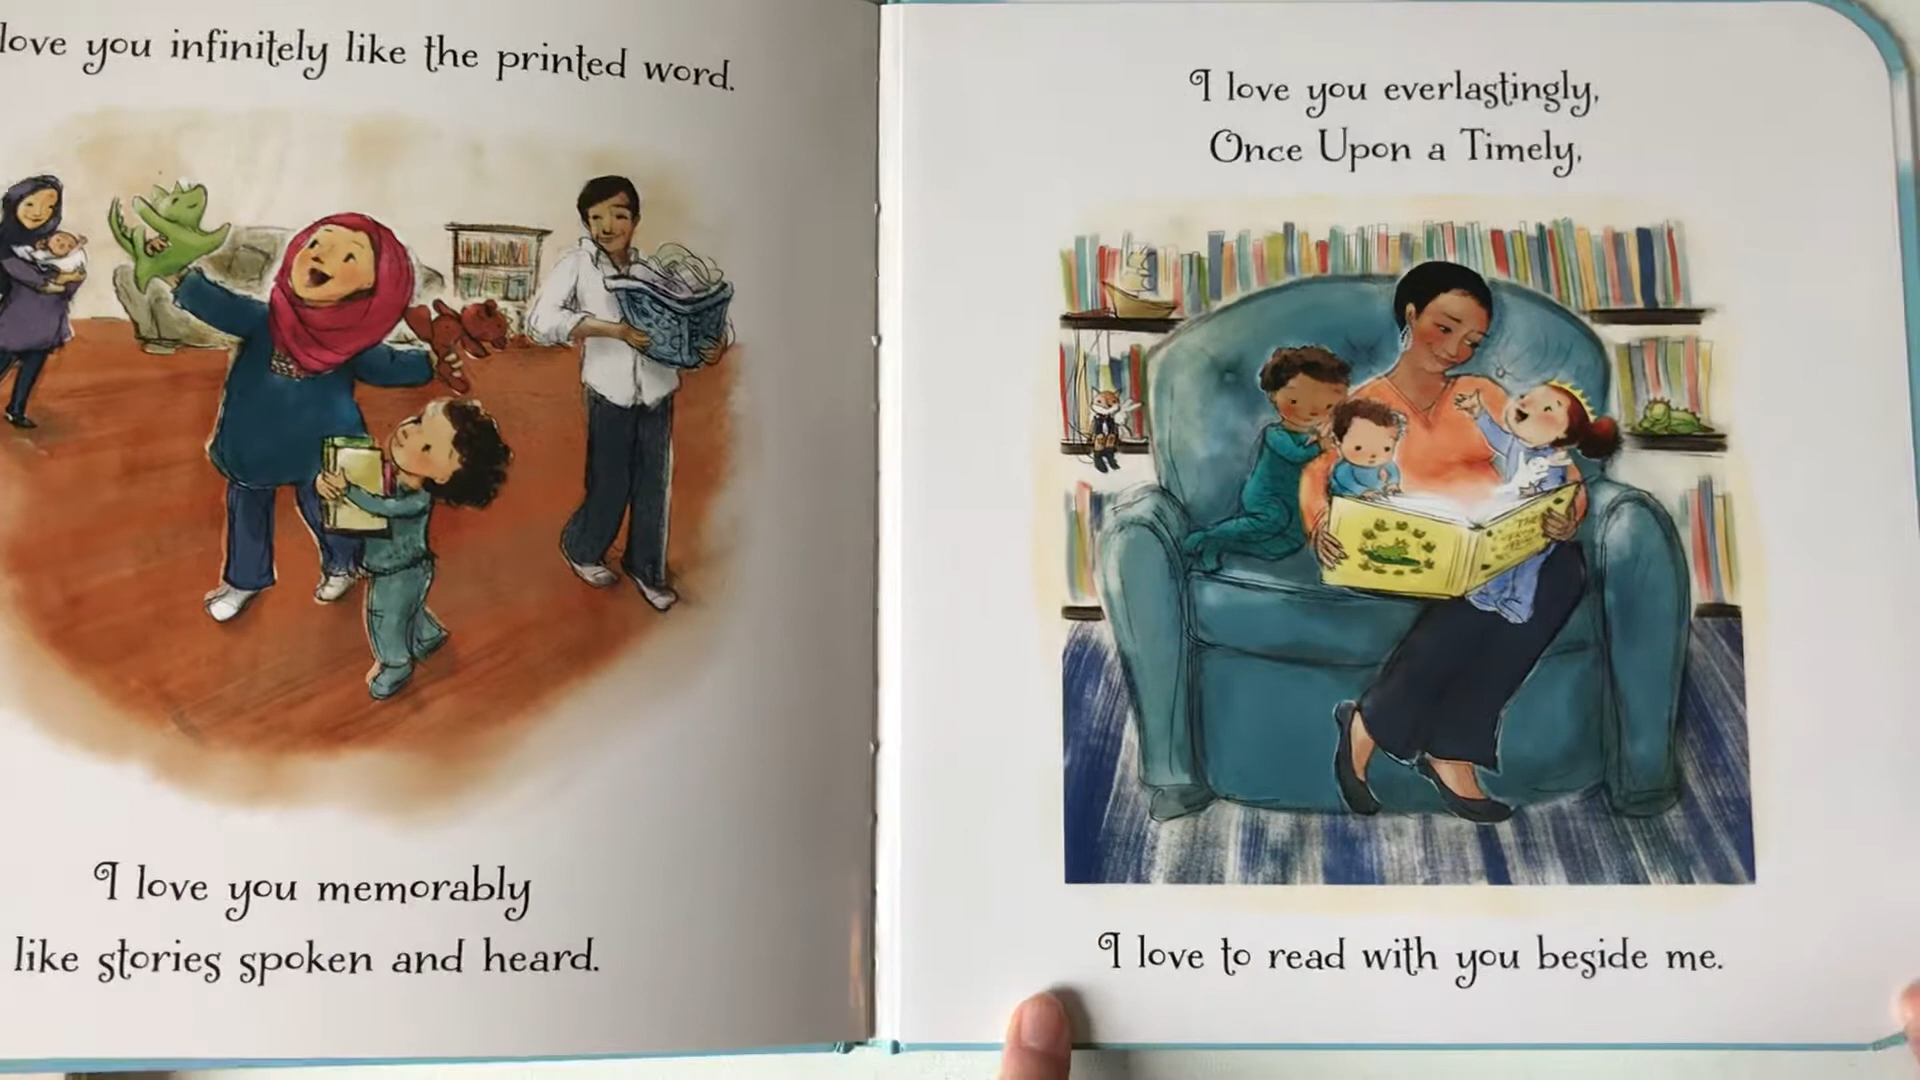 love you infinitely like the printed word.
I love you memorably
like stories spoken and heard.
I love you everlastingly,
Once Upon a Timely,
THE
I love to read with you beside me.